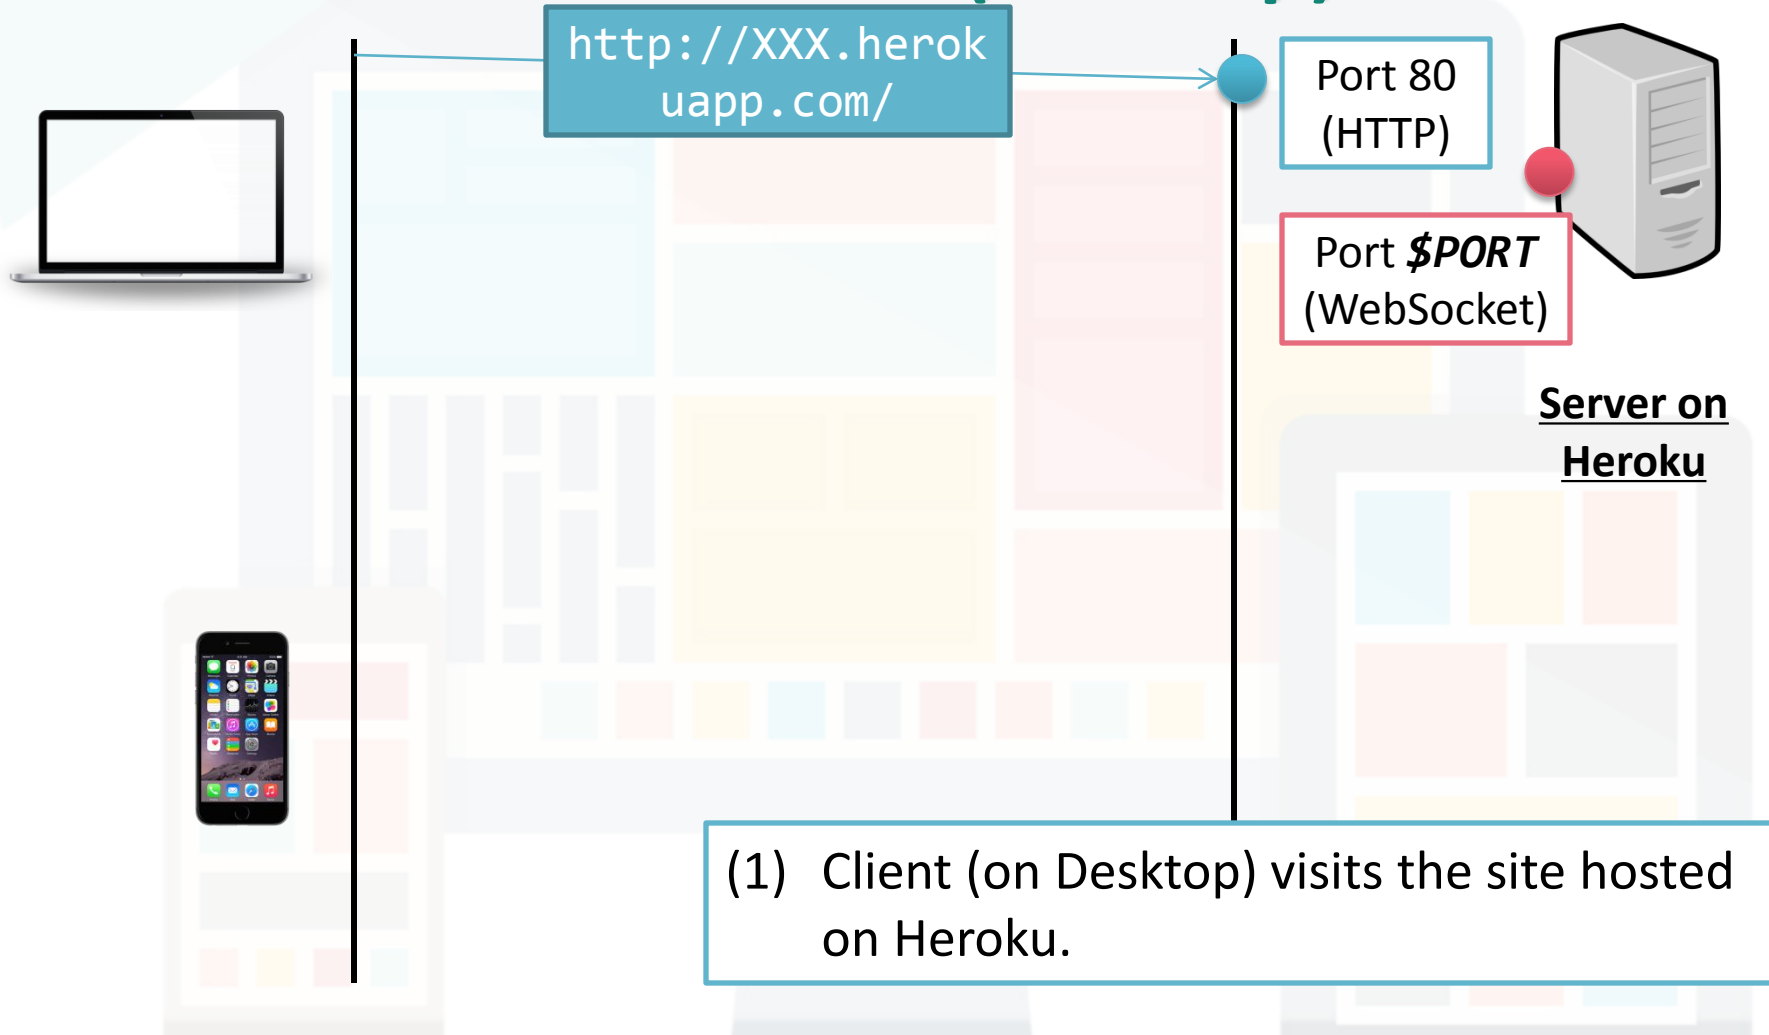 http://XXX.herok
uapp.com/
Port 80
(HTTP)
Port $PORT
(WebSocket)
Server on
Heroku
(1) Client (on Desktop) visits the site hosted
on Heroku.